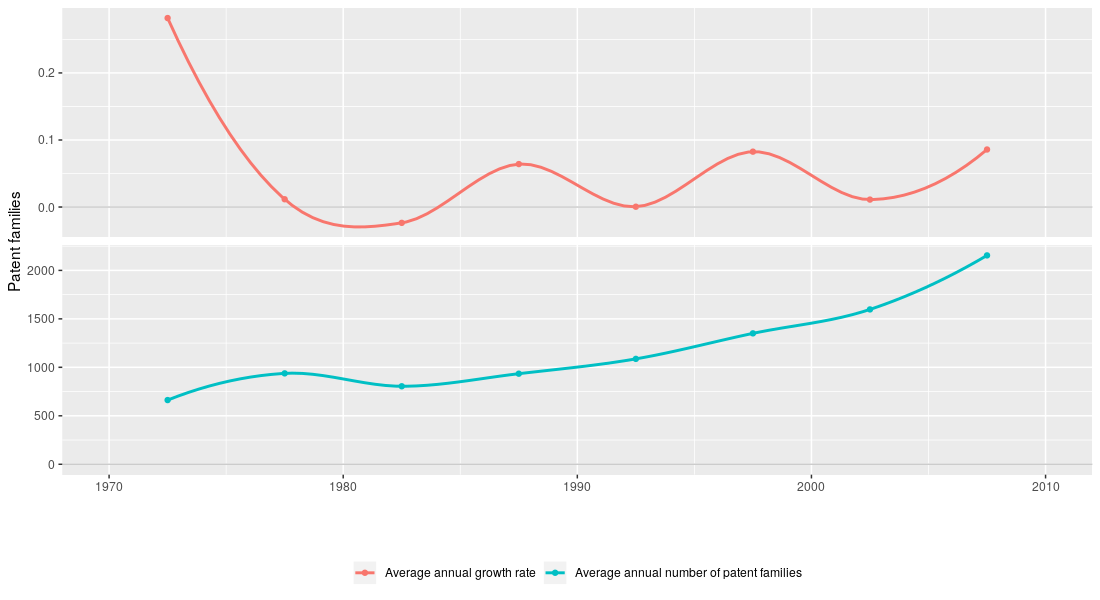 0.2
0.1
0.0
Patent families
2000
1500
1000
500
0
1970 1980 1990 2000 2010
Average annual growth rate Average annual number of patent families